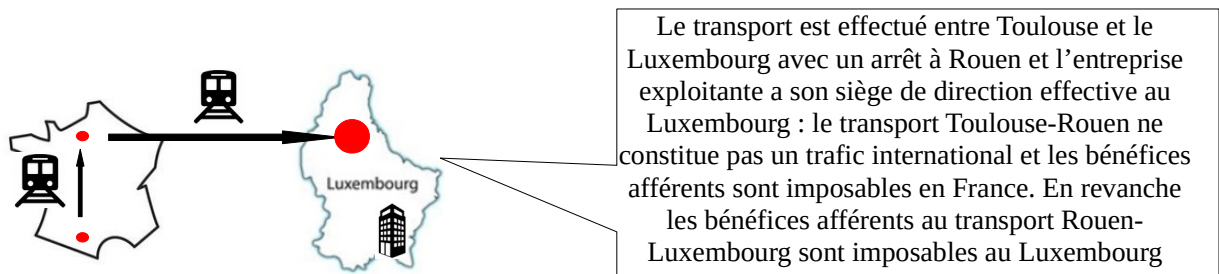 Luxembourg
Le transport est effectué entre Toulouse et le
Luxembourg avec un arrêt à Rouen et l’entreprise
exploitante a son siège de direction effective au
Luxembourg : le transport Toulouse-Rouen ne
constitue pas un trafic international et les bénéfices
afférents sont imposables en France. En revanche
les bénéfices afférents au transport Rouen-
Luxembourg sont imposables au Luxembourg